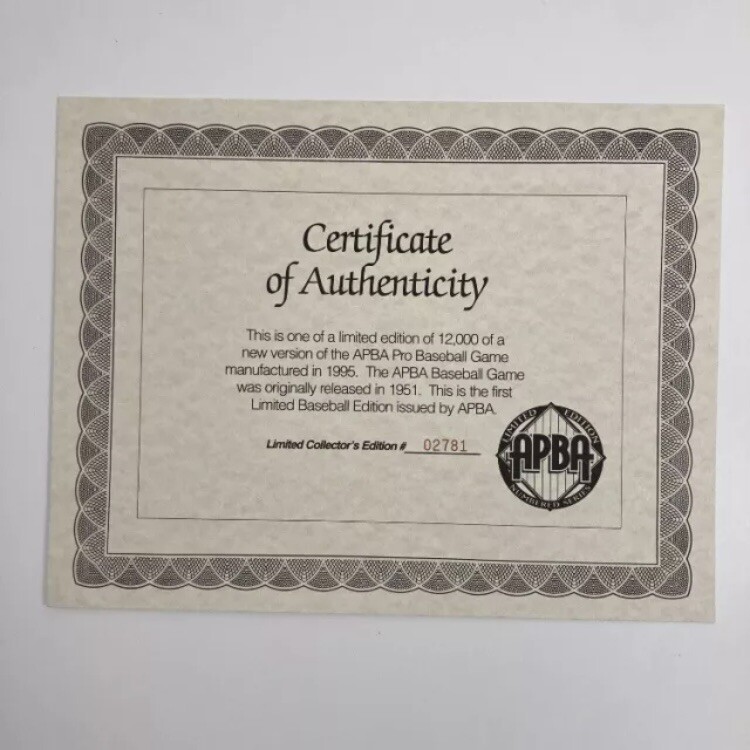 Certificate
of Authenticity
This is one of a limited edition of 12,000 of a
new version of the APBA Pro Baseball Game
manufactured in 1995. The APBA Baseball Game
was originally released in 1951. This is the first
Limited Baseball Edition issued by APBA.
Limited Collector's Edition # 02781
LIMITED EDITION
APBA
NUMBERED SERIES